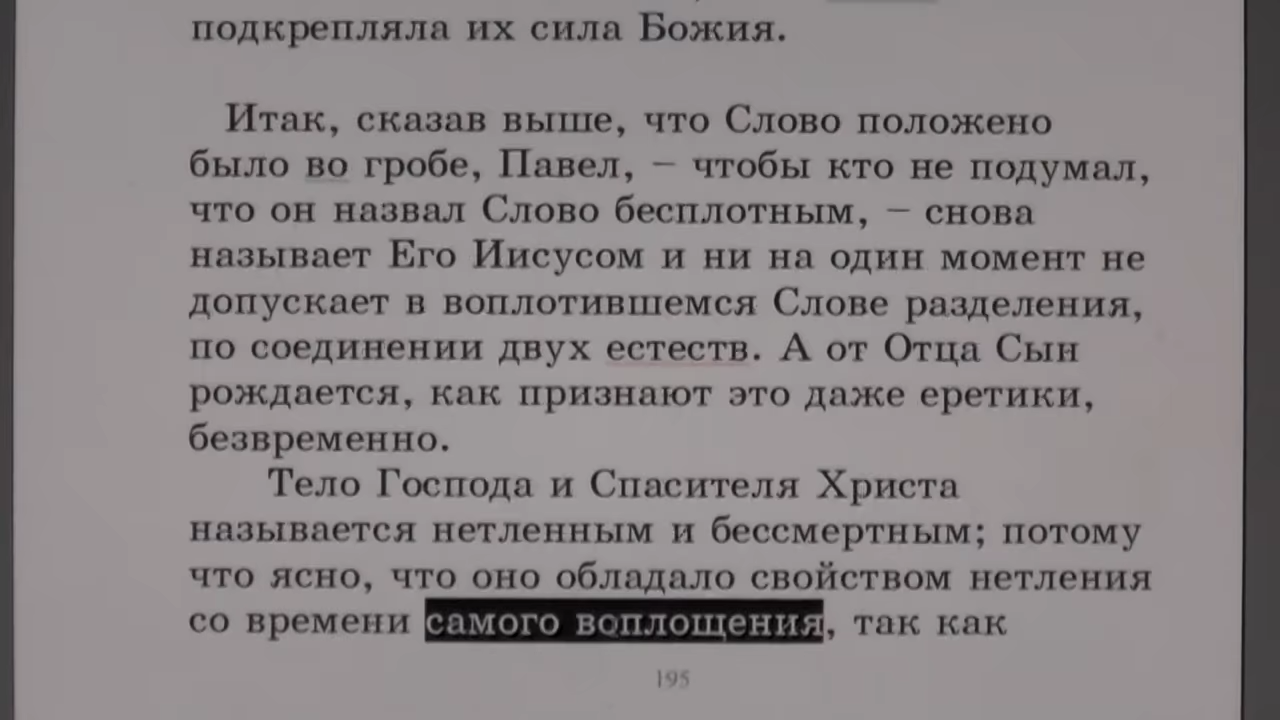 подкрепляла их сила Божия.
Итак, сказав выше, что Слово положено
было во гробе, Павел, – чтобы кто не подумал,
что он назвал Слово бесплотным, – снова
называет Его Иисусом и ни на один момент не
допускает в воплотившемся Слове разделения,
по соединении двух естеств. А от Отца Сын
рождается, как признают это даже еретики,
безвременно.
Тело Господа и Спасителя Христа
называется нетленным и бессмертным; потому
что ясно, что оно обладало свойством нетления
со времени самого воплощения, так как
195